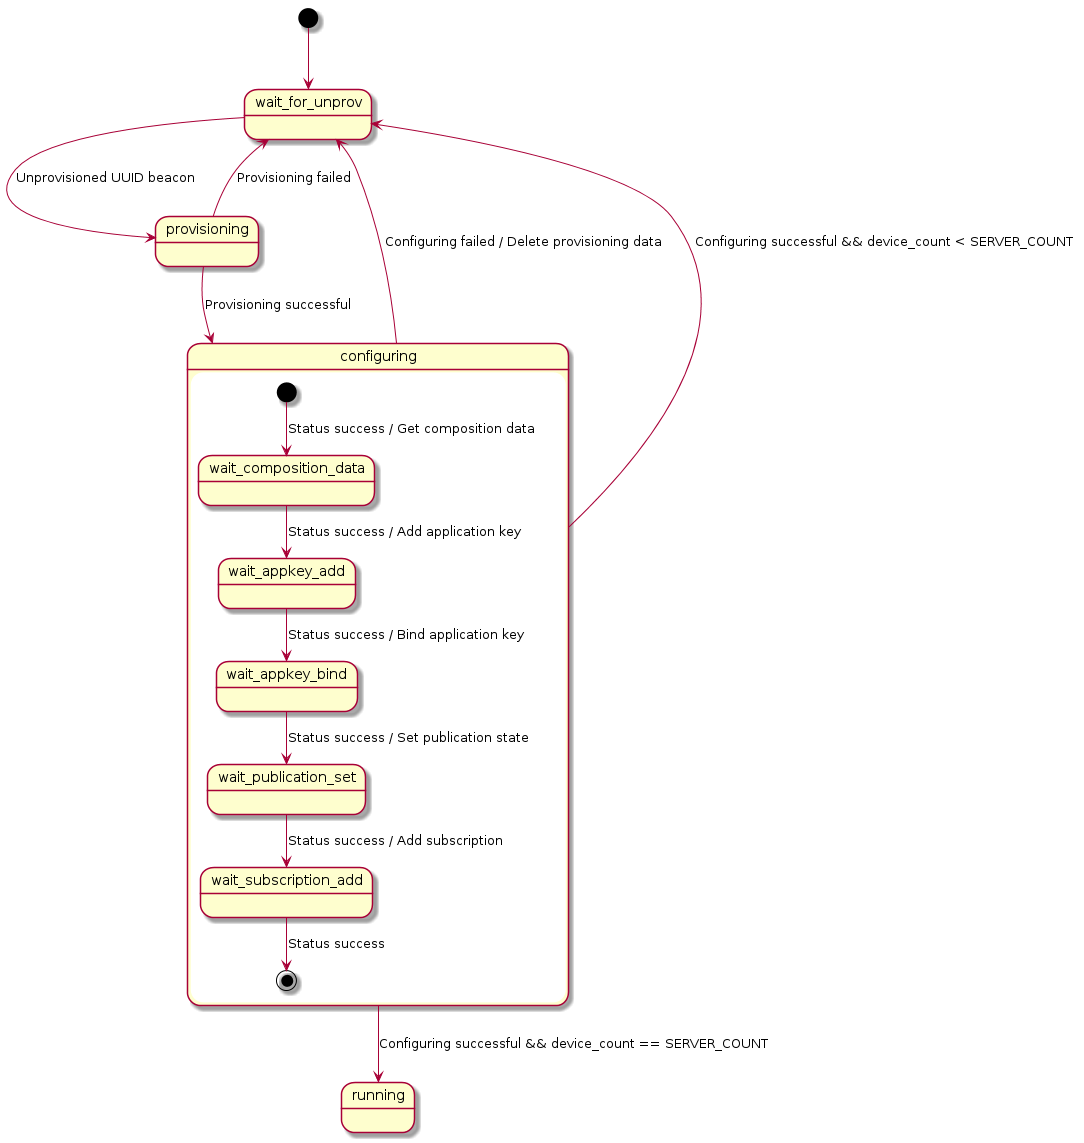 wait_for_unprov
Unprovisioned UUID beacon
Provisioning failed
provisioning
Configuring failed / Delete provisioning data
Configuring successful && device_count < SERVER_COUNT
Provisioning successful
configuring
Status success / Get composition data
wait_composition_data
Status success / Add application key
wait_appkey_add
Status success / Bind application key
wait_appkey_bind
Status success / Set publication state
wait_publication_set
Status success / Add subscription
wait_subscription_add
Status success
Configuring successful && device_count == SERVER_COUNT
running